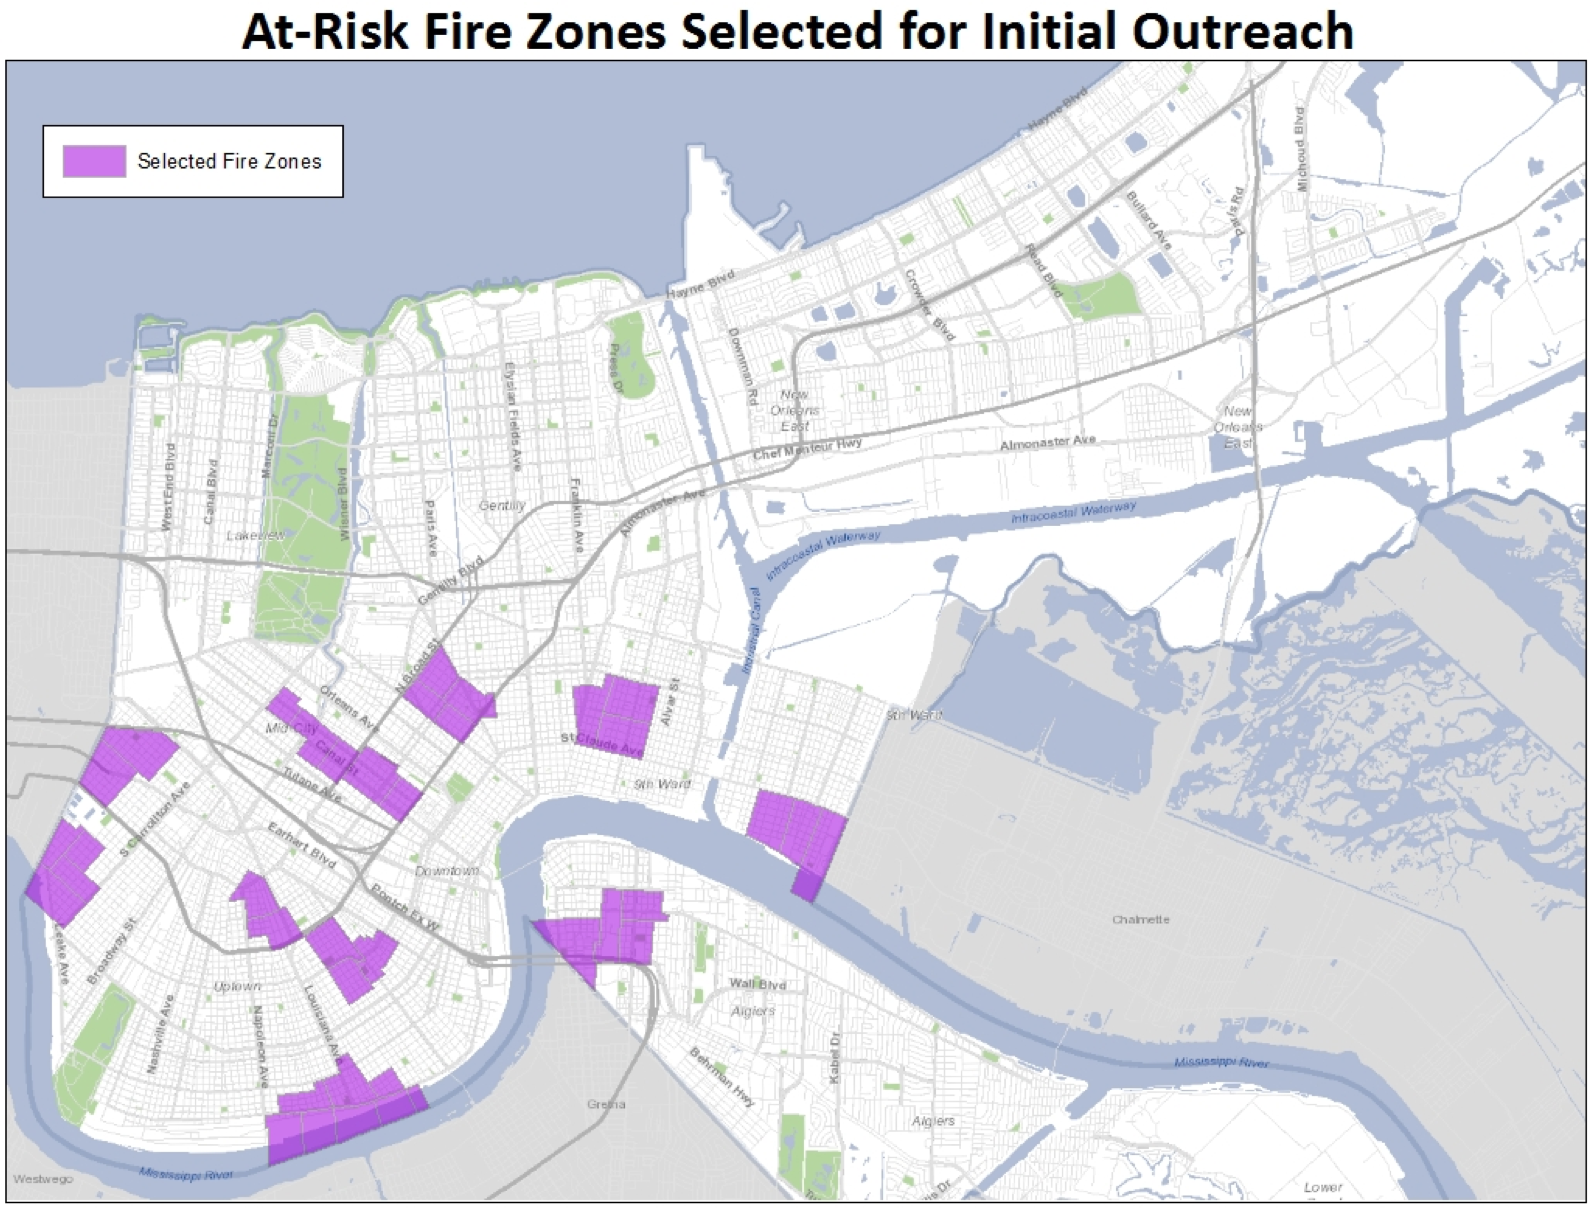 At-Risk Fire Zones Selected for Initial Outreach
Selected Fire Zones
Hayne Blvd
Michoud Blvd
Bullard Ave
Read Blvd
Crowder Blvd
Hayne Blvd
Downman Rd
Press Dr
Elysian Fields Ave
New
Orleans
East
New
Orleans
East
Chef Menteur Hwy
Almonaster Ave
Marconi Dr
West End Blvd
Canal Blvd
Wisner Blvd
Paris Ave
Gentilly
Franklin Ave
Almonaster Ave
Lakeview
Intracoastal Waterway
Intracoastal Waterway
Gentilly Blvd
Industrial Canal
N Broad St
Orleans Ave
Alvar St
9th Ward
Mid-City
Canal St
St Claude Ave
Tulane Ave
9th Ward
S Carrollton Ave
Earhart Blvd
Downtown
Pontch Ex W
Chalmette
Leake Ave
Broadway St
Uptown
Louisiana Ave
Napoleon Ave
Nashville Ave
Wall Blvd
Algiers
Behrman Hwy
Kabel Dr
Mississippi River
Gretna
Algiers
Westwego
Mississippi River
Lower